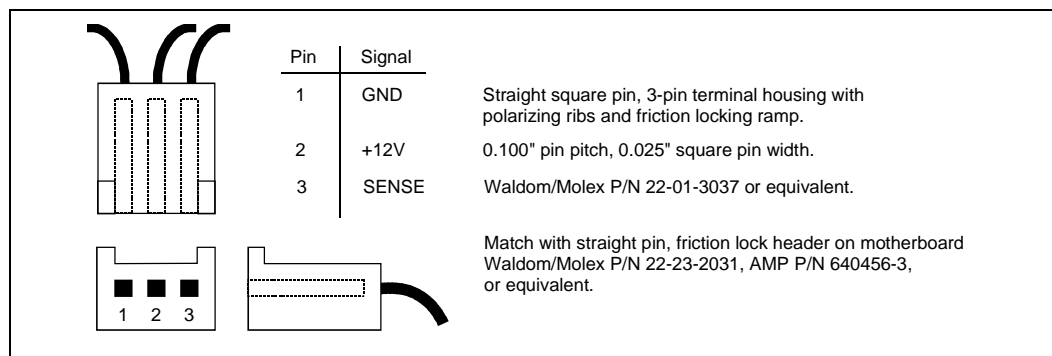 Pin Signal
1 GND Straight square pin, 3-pin terminal housing with
polarizing ribs and friction locking ramp.
2 +12V 0.100" pin pitch, 0.025" square pin width.
3 SENSE Waldom/Molex P/N 22-01-3037 or equivalent.
Match with straight pin, friction lock header on motherboard
Waldom/Molex P/N 22-23-2031, AMP P/N 640456-3,
or equivalent.
1 2 3